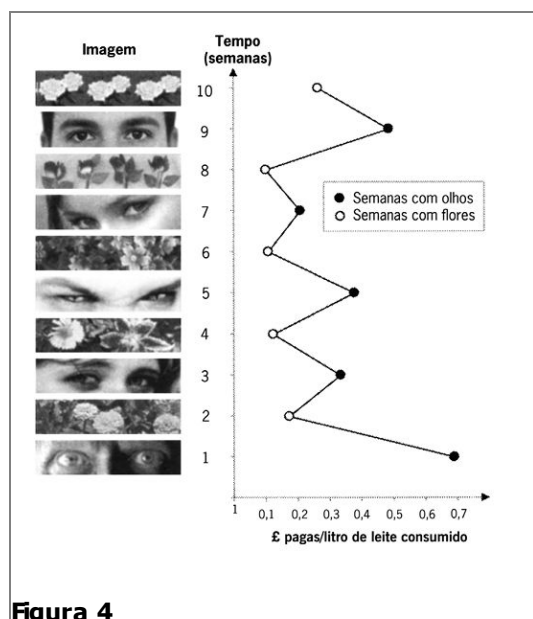 Imagem
Tempo
(semanas)
10
9
8
7
6
5
4
3
2
1
Semanas com olhos
Semanas com flores
1
0,1 0,2 0,3 0,4 0,5 0,6 0,7
£ pagas/litro de leite consumido
Figura 4